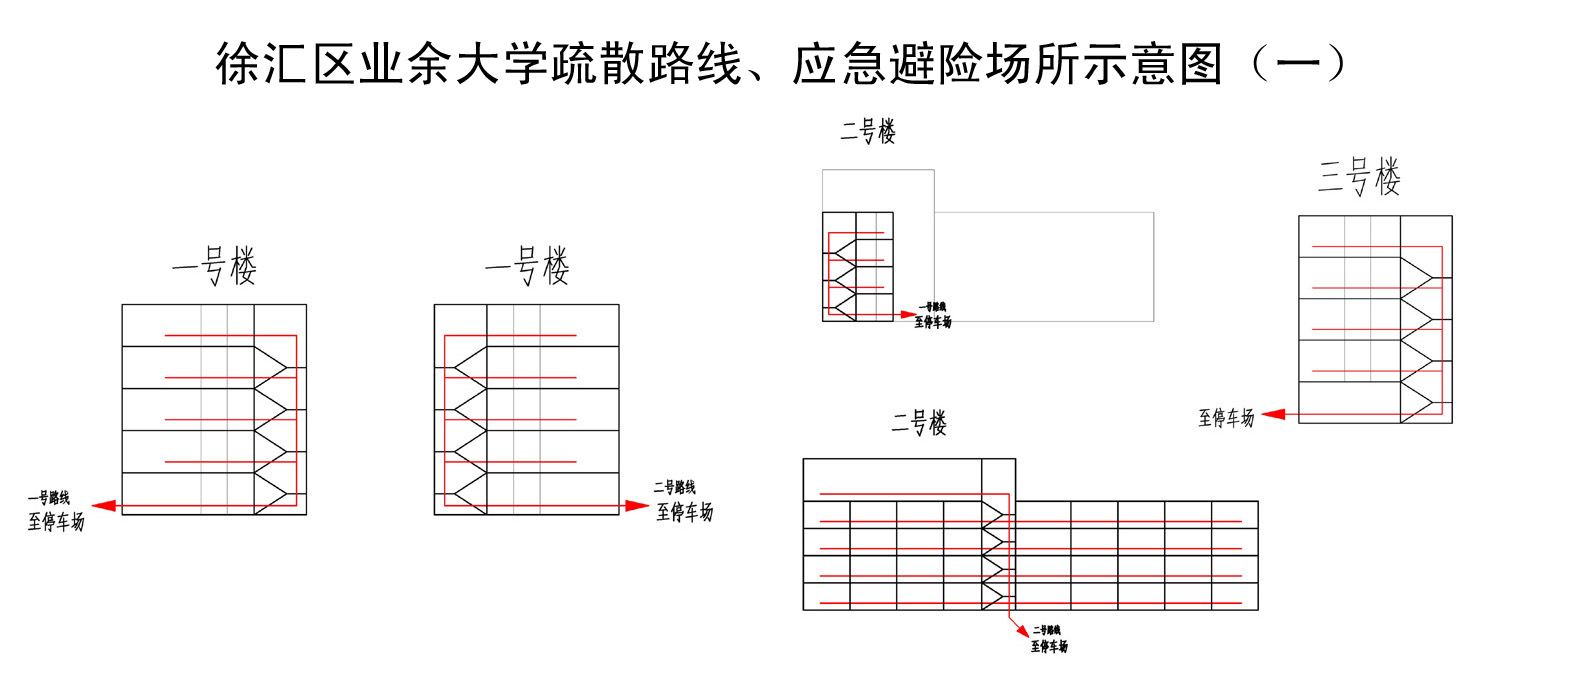 徐汇区业余大学疏散路线、应急避险场所示意图（一）
二号楼
三号楼
一号楼
一号楼
一号路线
至停车场
二号楼
至停车场
一号路线
至停车场
二号路线
至停车场
二号路线
至停车场